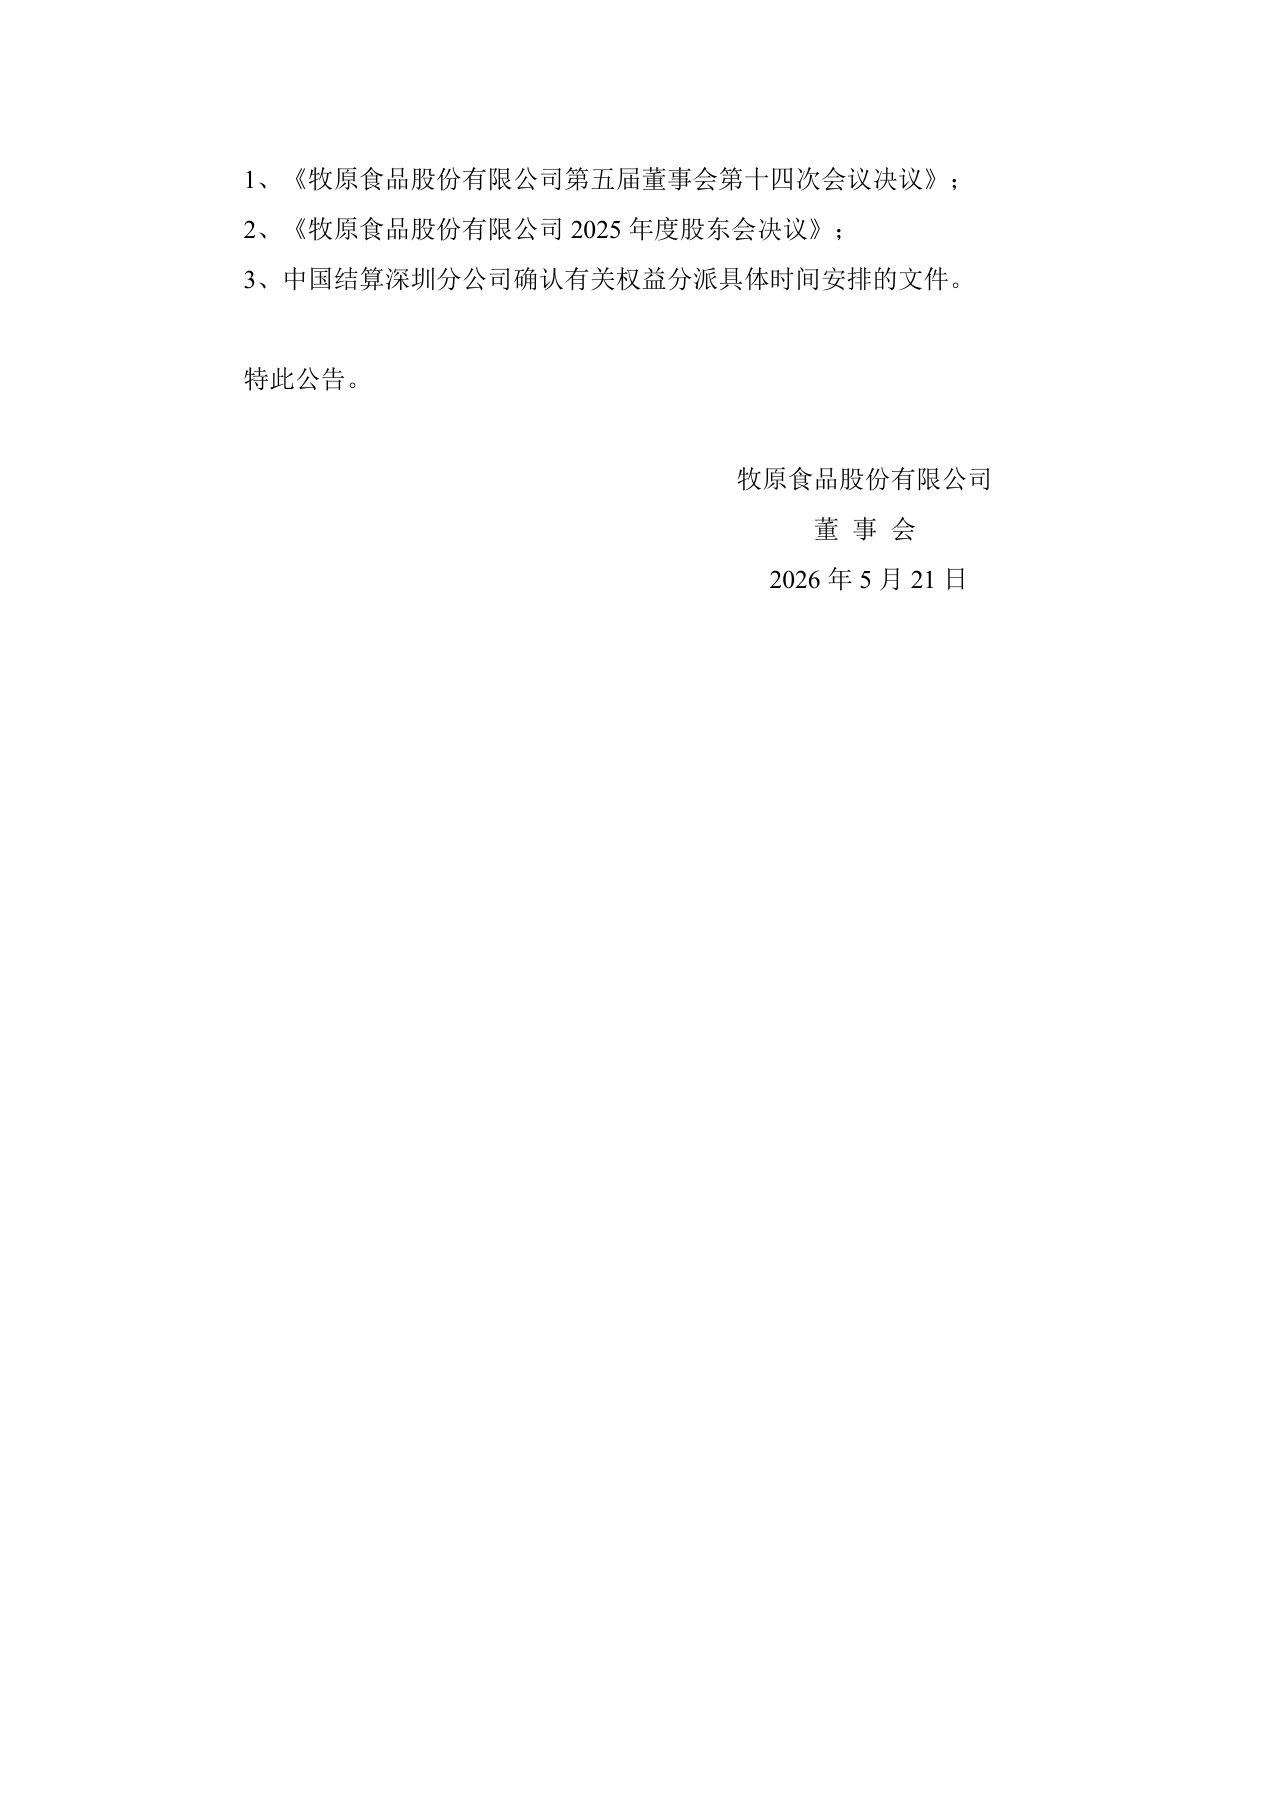 1、《牧原食品股份有限公司第五届董事会第十四次会议决议》;
2、《牧原食品股份有限公司 2025 年度股东会决议》;
3、中国结算深圳分公司确认有关权益分派具体时间安排的文件。
特此公告。
牧原食品股份有限公司
董 事 会
2026 年 5 月 21 日